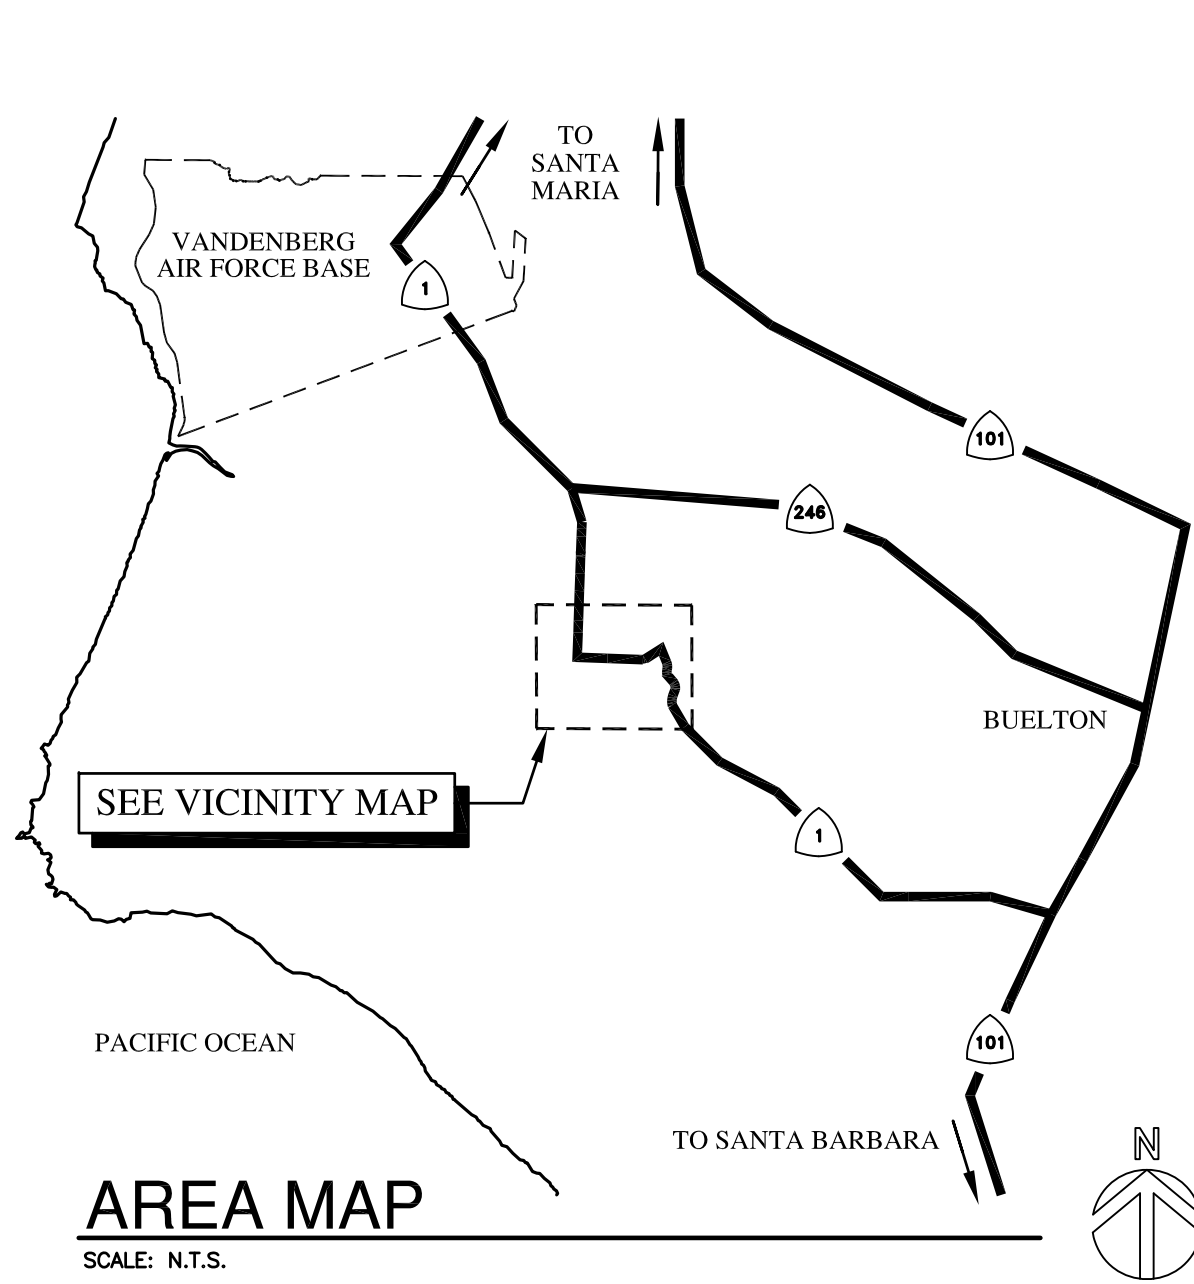 TO
SANTA
MARIA
VANDENBERG
AIR FORCE BASE
1
101
246
BUELTON
SEE VICINITY MAP
1
PACIFIC OCEAN
101
TO SANTA BARBARA
N
AREA MAP
SCALE: N.T.S.